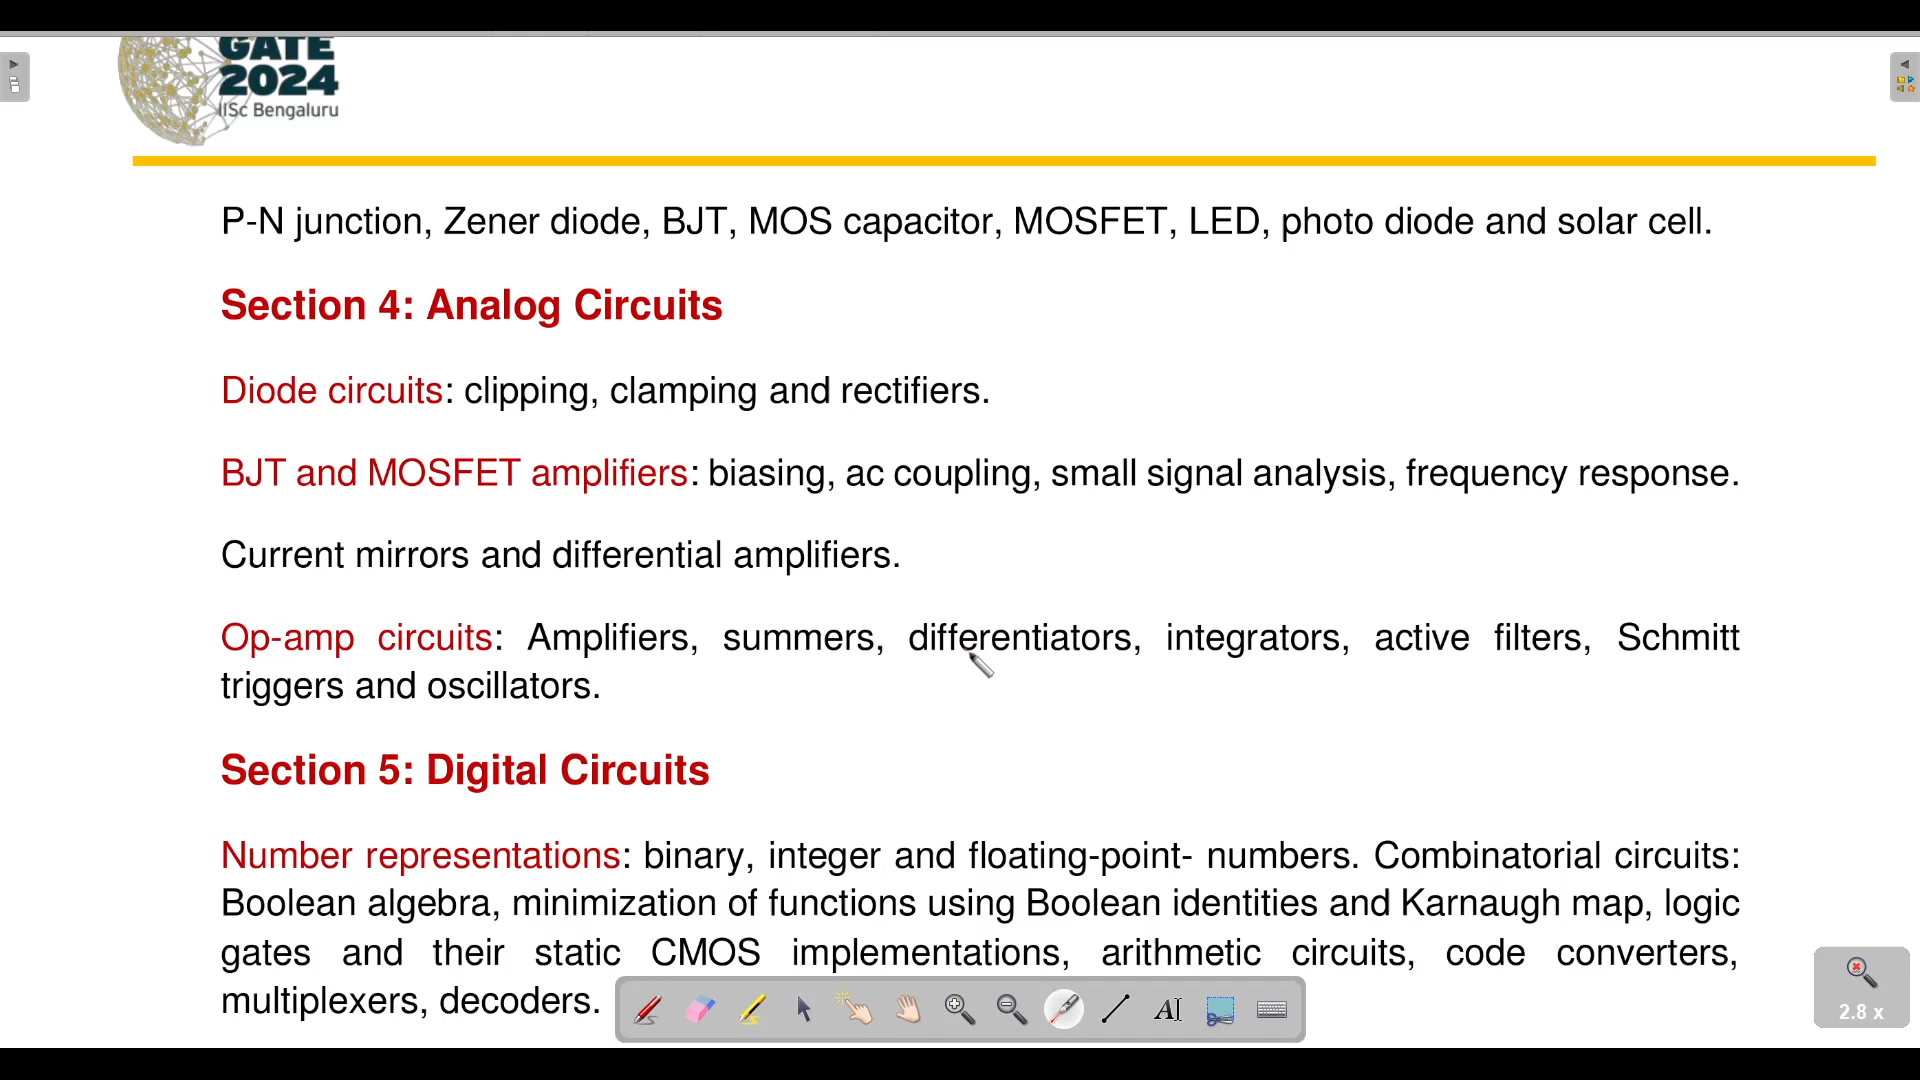 GATE
2024
IISc Bengaluru
P-N junction, Zener diode, BJT, MOS capacitor, MOSFET, LED, photo diode and solar cell.
Section 4: Analog Circuits
Diode circuits: clipping, clamping and rectifiers.
BJT and MOSFET amplifiers: biasing, ac coupling, small signal analysis, frequency response.
Current mirrors and differential amplifiers.
Op-amp circuits: Amplifiers, summers, differentiators, integrators, active filters, Schmitt
triggers and oscillators.
Section 5: Digital Circuits
Number representations: binary, integer and floating-point- numbers. Combinatorial circuits:
Boolean algebra, minimization of functions using Boolean identities and Karnaugh map, logic
gates and their static CMOS implementations, arithmetic circuits, code converters,
multiplexers, decoders.
AI
2.8 x